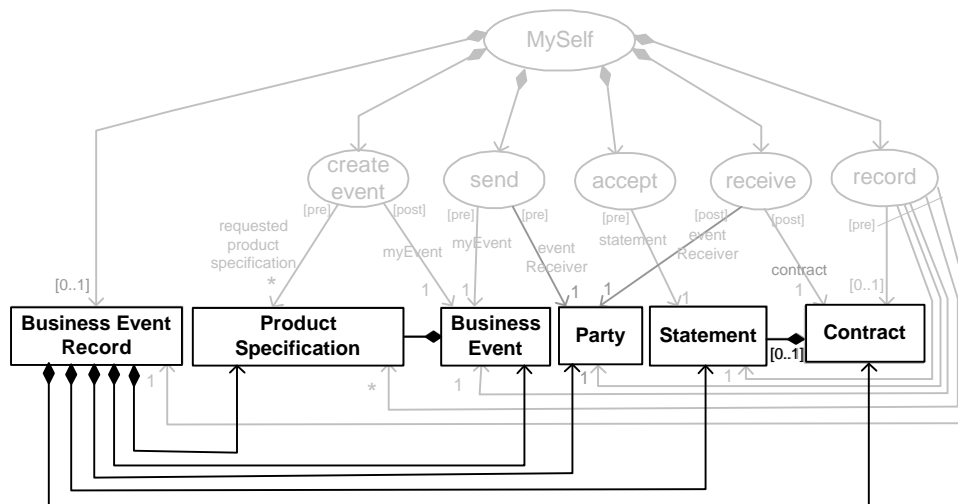 MySelf
create
event
send
accept
receive
record
[pre]
[post]
[pre]
[pre]
[pre]
[post]
[post]
[pre]
requested
product
specification
myEvent
myEvent
event
Receiver
statement
event
Receiver
contract
*
[0..1]
1
1
1
1
1
1
[0..1]
Business Event
Record
Product
Specification
Business
Event
Party
Statement
Contract
[0..1]
1
*
1
1
1